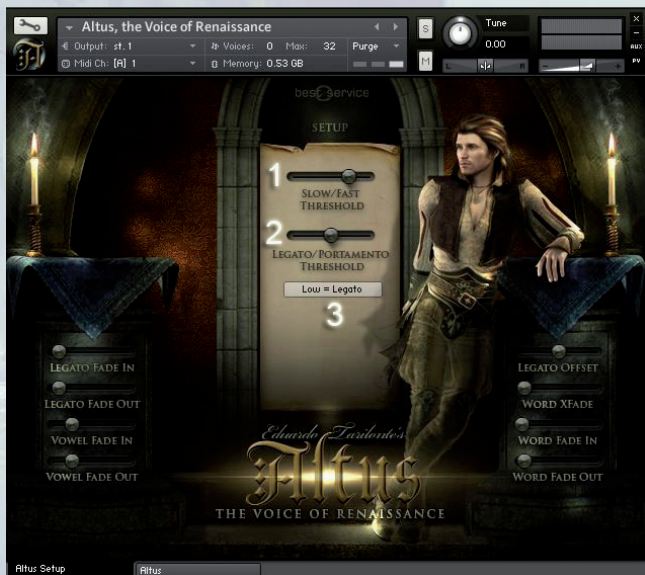 Altus, the Voice of Renaissance
Output: st.1
Voices: 0 Max: 32 Purge
Midi Ch: [A] 1
Memory: 0.53 GB
S
M
Tune
0.00
L R
- +
×
-
AUX
PV
best service
SETUP
1
SLOW/FAST
THRESHOLD
2
LEGATO/PORTAMENTO
THRESHOLD
Low = Legato
3
LEGATO FADE IN
LEGATO FADE OUT
VOWEL FADE IN
VOWEL FADE OUT
LEGATO OFFSET
WORD XFADE
WORD FADE IN
WORD FADE OUT
Eduardo Tarilonte's
Altus
THE VOICE OF RENAISSANCE
Altus Setup
Altus